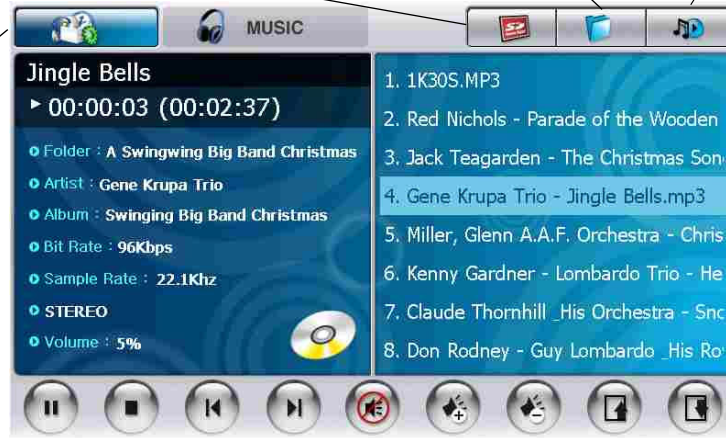 MUSIC
Jingle Bells
00:00:03 (00:02:37)
Folder : A Swingwing Big Band Christmas
Artist : Gene Krupa Trio
Album : Swinging Big Band Christmas
Bit Rate : 96Kbps
Sample Rate : 22.1Khz
STEREO
Volume : 5%
1. 1K30S.MP3
2. Red Nichols - Parade of the Wooden
3. Jack Teagarden - The Christmas Son
4. Gene Krupa Trio - Jingle Bells.mp3
5. Miller, Glenn A.A.F. Orchestra - Chris
6. Kenny Gardner - Lombardo Trio - He
7. Claude Thornhill _His Orchestra - Sno
8. Don Rodney - Guy Lombardo _His Ro